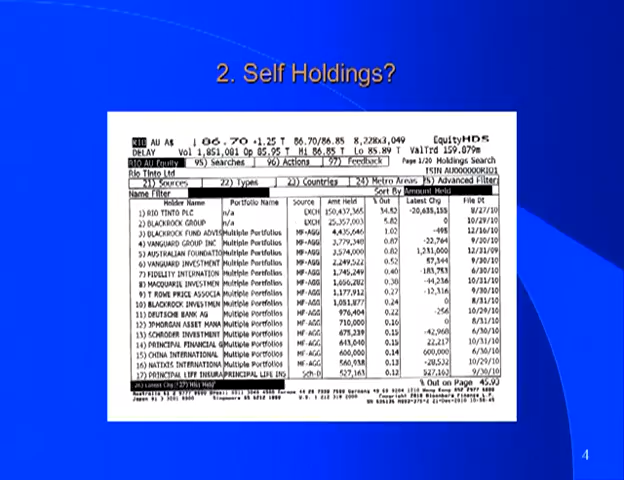 2. Self Holdings?
RIO AU A$ ↓ 86.70 +1.25 T 86.70/86.85 8,228x3,049 EquityHDS
DELAY Vol 1,851,081 Op 85.95 T Hi 86.85 T Lo 85.89 T ValTrd 159.879m
RIO AU Equity 95) Searches 96) Actions 97) Feedback Page 1/20 Holdings Search
Rio Tinto Ltd ISIN AU000000RIO1
21) Sources 22) Types 23) Countries 24) Metro Areas 25) Advanced Filter
Name Filter Sort By Amount Held
Holder Name Portfolio Name Source Amt Held % Out Latest Chg File Dt
1) RIO TINTO PLC n/a EXCH 150,437,365 34.52 -20,635,155 8/27/10
2) BLACKROCK GROUP n/a EXCH 25,357,003 5.82 0 10/29/10
3) BLACKROCK FUND ADVIS Multiple Portfolios MF-AGG 4,435,646 1.02 -498 12/16/10
4) VANGUARD GROUP INC Multiple Portfolios MF-AGG 3,779,340 0.87 -22,764 9/30/10
5) AUSTRALIAN FOUNDATIO Multiple Portfolios MF-AGG 3,574,000 0.82 1,231,000 12/31/09
6) VANGUARD INVESTMENT Multiple Portfolios MF-AGG 2,249,522 0.52 57,344 9/30/10
7) FIDELITY INTERNATION Multiple Portfolios MF-AGG 1,745,249 0.40 -183,753 6/30/10
8) MACQUARIE INVESTMEN Multiple Portfolios MF-AGG 1,656,282 0.38 -44,236 10/31/10
9) T ROWE PRICE ASSOCIA Multiple Portfolios MF-AGG 1,177,912 0.27 -12,316 9/30/10
10) BLACKROCK INVESTMEN Multiple Portfolios MF-AGG 1,051,877 0.24 0 8/31/10
11) DEUTSCHE BANK AG Multiple Portfolios MF-AGG 976,404 0.22 -256 10/29/10
12) JPMORGAN ASSET MANA Multiple Portfolios MF-AGG 710,000 0.16 0 8/31/10
13) SCHRODER INVESTMENT Multiple Portfolios MF-AGG 675,239 0.15 -42,968 6/30/10
14) PRINCIPAL FINANCIAL G Multiple Portfolios MF-AGG 643,040 0.15 22,217 10/31/10
15) CHINA INTERNATIONAL Multiple Portfolios MF-AGG 600,000 0.14 600,000 6/30/10
16) NATIXIS INTERNATIONA Multiple Portfolios MF-AGG 560,938 0.13 -28,532 10/29/10
17) PRINCIPAL LIFE INSURA PRINCIPAL LIFE INS Sch-D 527,163 0.12 527,163 9/30/10
% Out on Page 45.93
4